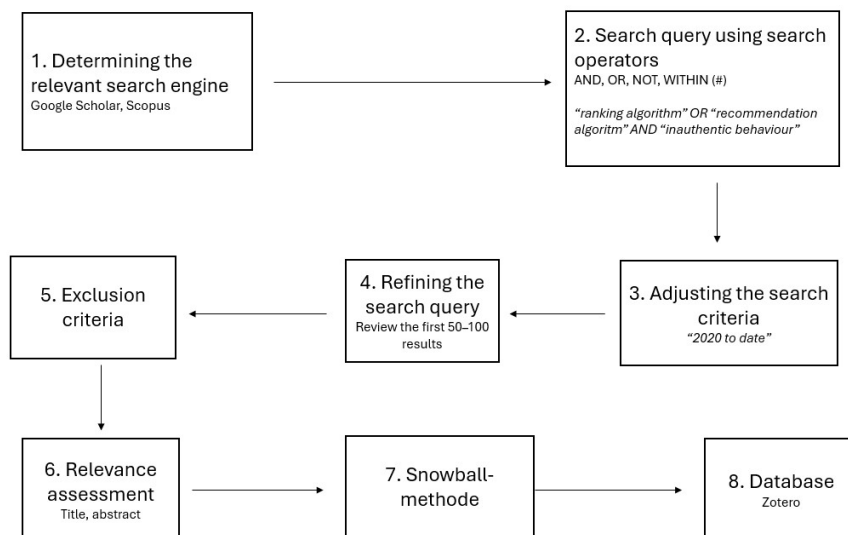 1. Determining the
relevant search engine
Google Scholar, Scopus
2. Search query using search
operators
AND, OR, NOT, WITHIN (#)
“ranking algorithm” OR “recommendation
algoritm” AND “inauthentic behaviour”
3. Adjusting the search
criteria
“2020 to date”
4. Refining the
search query
Review the first 50–100
results
5. Exclusion
criteria
6. Relevance
assessment
Title, abstract
7. Snowball-
methode
8. Database
Zotero